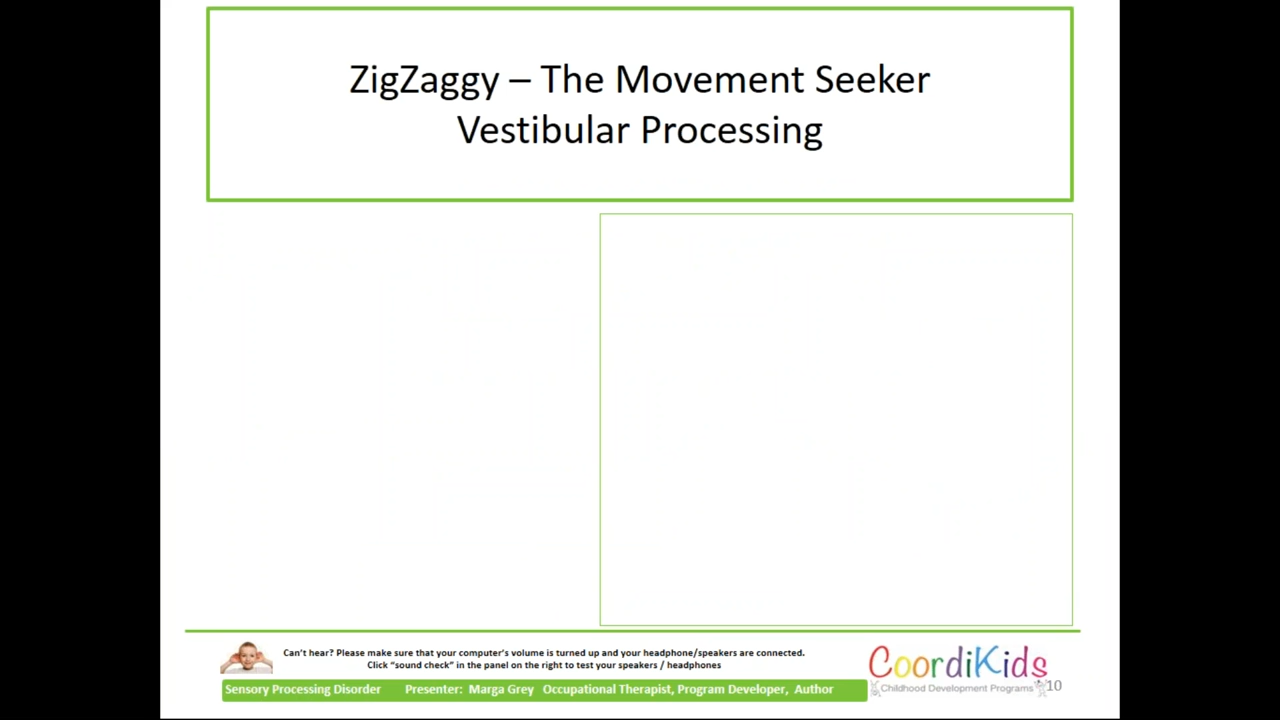 ZigZaggy – The Movement Seeker
Vestibular Processing
Can't hear? Please make sure that your computer's volume is turned up and your headphone/speakers are connected.
Click “sound check” in the panel on the right to test your speakers / headphones
Sensory Processing Disorder Presenter: Marga Grey Occupational Therapist, Program Developer, Author
CoordiKids
Childhood Development Programs
10